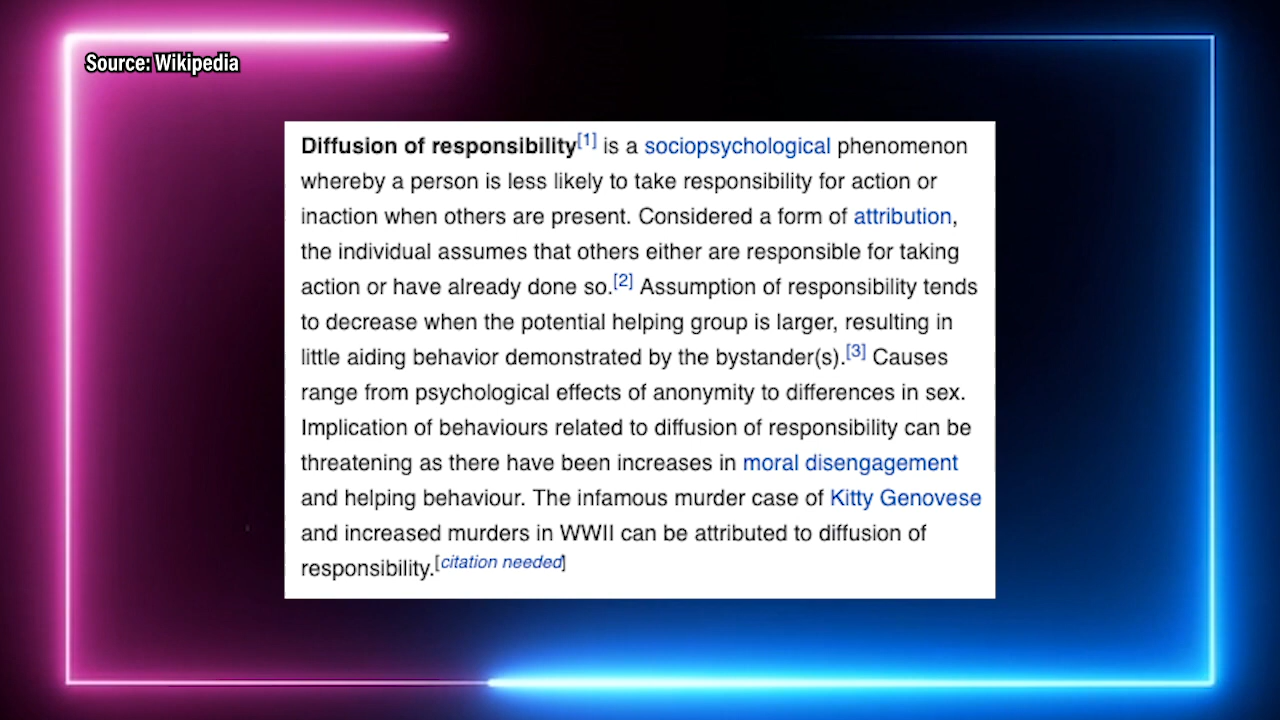 Source: Wikipedia
Diffusion of responsibility[1] is a sociopsychological phenomenon
whereby a person is less likely to take responsibility for action or
inaction when others are present. Considered a form of attribution,
the individual assumes that others either are responsible for taking
action or have already done so.[2] Assumption of responsibility tends
to decrease when the potential helping group is larger, resulting in
little aiding behavior demonstrated by the bystander(s).[3] Causes
range from psychological effects of anonymity to differences in sex.
Implication of behaviours related to diffusion of responsibility can be
threatening as there have been increases in moral disengagement
and helping behaviour. The infamous murder case of Kitty Genovese
and increased murders in WWII can be attributed to diffusion of
responsibility.[citation needed]